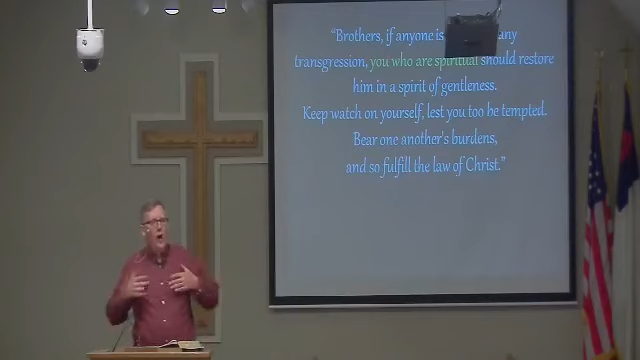 “Brothers, if anyone is any
transgression, you who are spiritual should restore
him in a spirit of gentleness.
Keep watch on yourself, lest you too be tempted.
Bear one another's burdens,
and so fulfill the law of Christ.”